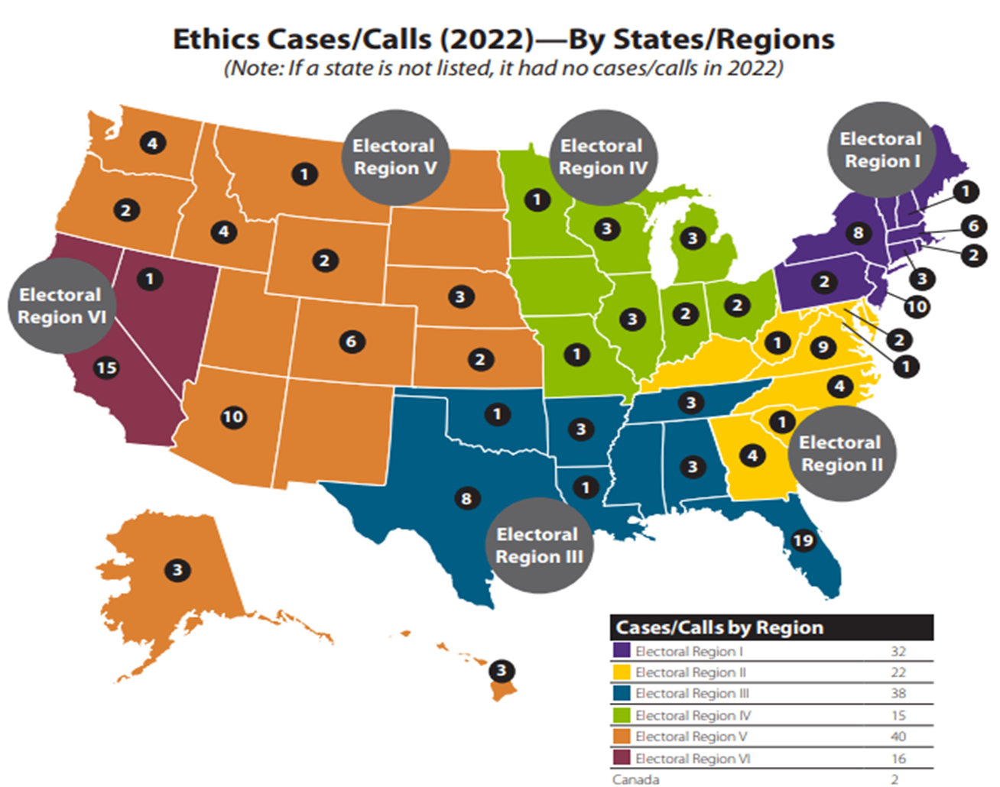 Ethics Cases/Calls (2022)—By States/Regions
(Note: If a state is not listed, it had no cases/calls in 2022)
Electoral
Region V
Electoral
Region IV
Electoral
Region I
4
1
1
1
2
4
3
3
8
6
2
2
1
3
2
3
10
Electoral
Region VI
3
2
2
3
6
1
9
2
1
15
2
1
4
10
1
3
3
1
Electoral
Region II
4
3
8
1
Electoral
Region III
19
3
3
Cases/Calls by Region
Electoral Region I 32
Electoral Region II 22
Electoral Region III 38
Electoral Region IV 15
Electoral Region V 40
Electoral Region VI 16
Canada 2